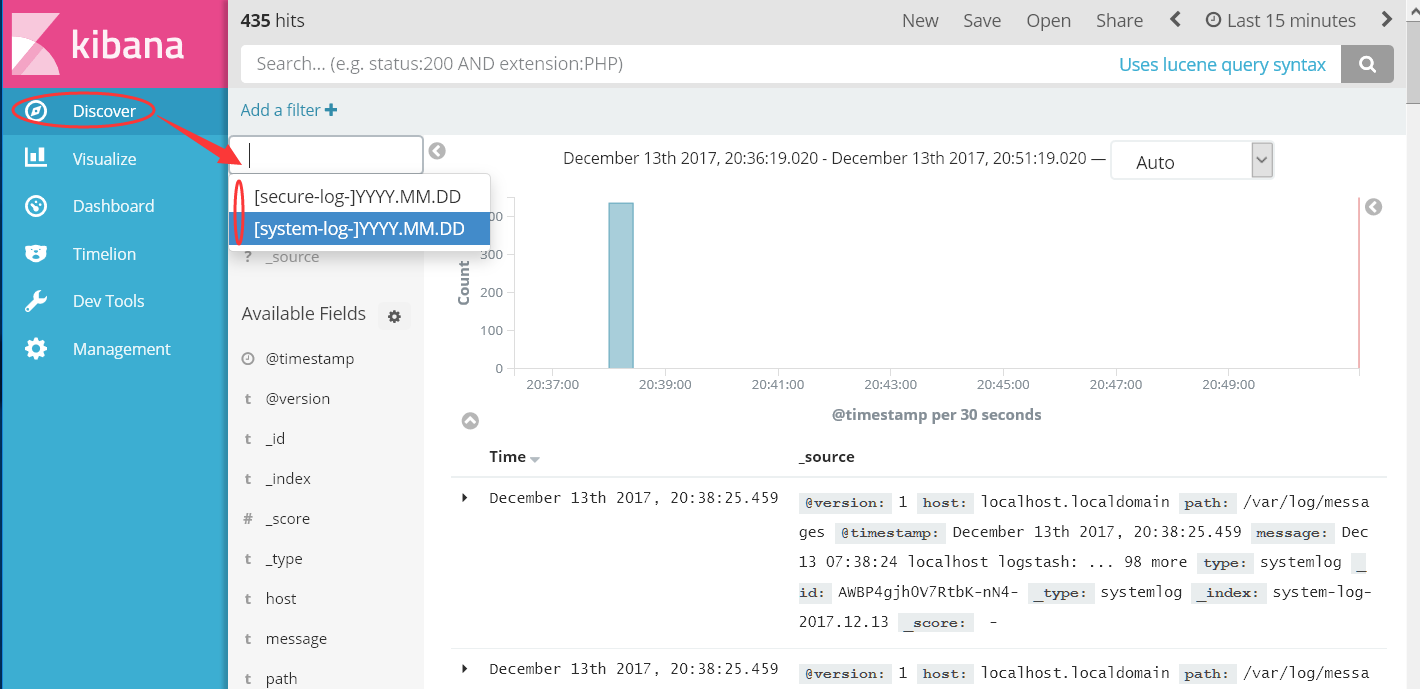 435 hits
New Save Open Share Last 15 minutes
kibana
Search... (e.g. status:200 AND extension:PHP)
Uses lucene query syntax
Discover
Visualize
Dashboard
Timelion
Dev Tools
Management
Add a filter
[secure-log-]YYYY.MM.DD
[system-log-]YYYY.MM.DD
? _source
Available Fields
@timestamp
t @version
t _id
t _index
# _score
t _type
t host
t message
t path
December 13th 2017, 20:36:19.020 - December 13th 2017, 20:51:19.020 —
Auto
Count
300
200
100
0
20:37:00 20:39:00 20:41:00 20:43:00 20:45:00 20:47:00 20:49:00
@timestamp per 30 seconds
Time _source
December 13th 2017, 20:38:25.459
@version: 1 host: localhost.localdomain path: /var/log/messa
ges @timestamp: December 13th 2017, 20:38:25.459 message: Dec
13 07:38:24 localhost logstash: ... 98 more type: systemlog _
id: AWBP4gjhOV7RtbK-nN4- _type: systemlog _index: system-log-
2017.12.13 _score: -
December 13th 2017, 20:38:25.459
@version: 1 host: localhost.localdomain path: /var/log/messa